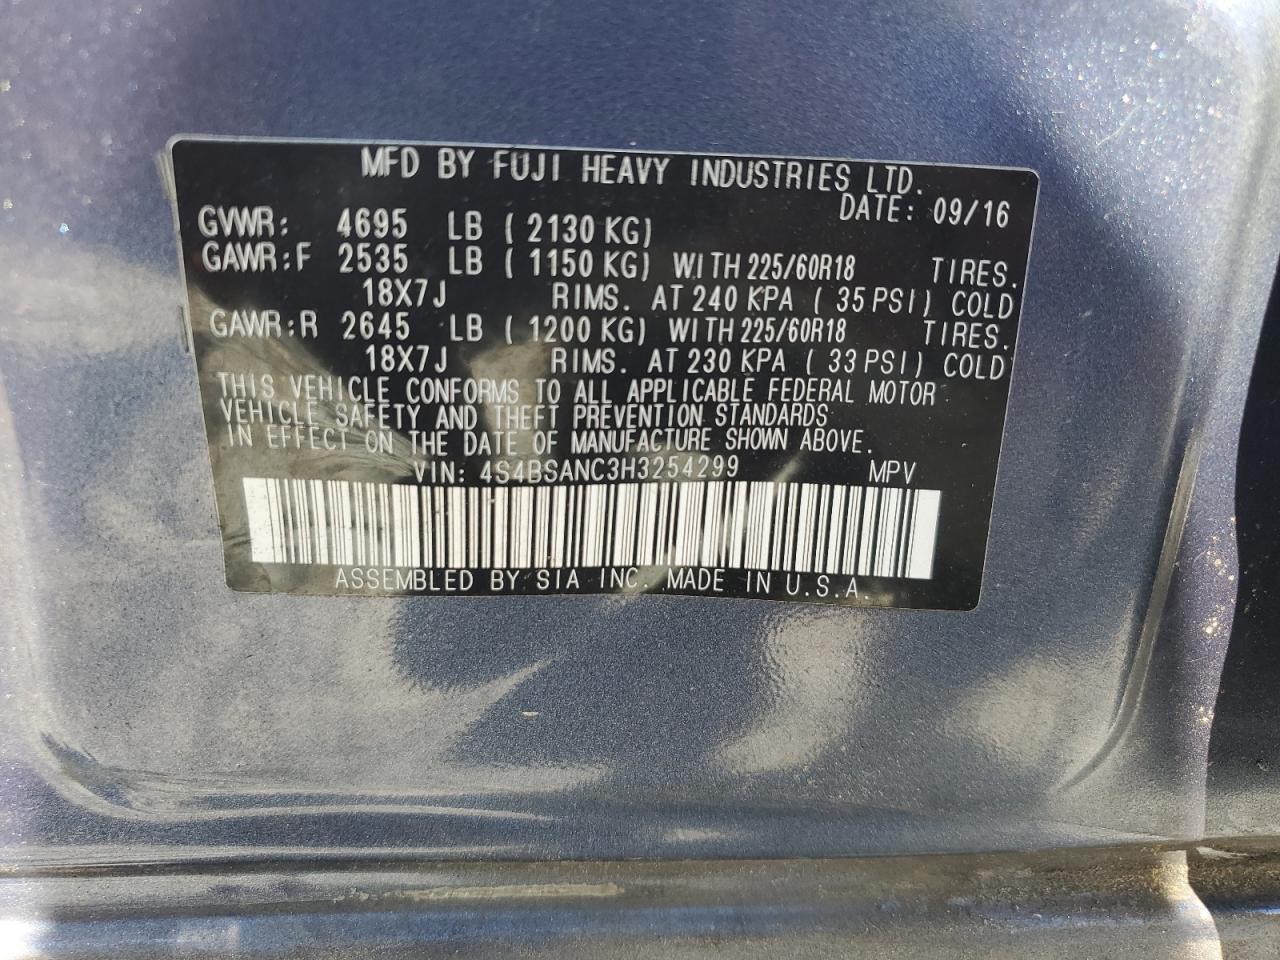 MFD BY FUJI HEAVY INDUSTRIES LTD.
DATE: 09/16
GVWR: 4695 LB ( 2130 KG)
GAWR:F 2535 LB ( 1150 KG) WITH 225/60R18 TIRES.
18X7J RIMS. AT 240 KPA ( 35 PSI) COLD
GAWR:R 2645 LB ( 1200 KG) WITH 225/60R18 TIRES.
18X7J RIMS. AT 230 KPA ( 33 PSI) COLD
THIS VEHICLE CONFORMS TO ALL APPLICABLE FEDERAL MOTOR
VEHICLE SAFETY AND THEFT PREVENTION STANDARDS
IN EFFECT ON THE DATE OF MANUFACTURE SHOWN ABOVE.
VIN: 4S4BSANC3H3254299 MPV
ASSEMBLED BY SIA INC. MADE IN U.S.A.